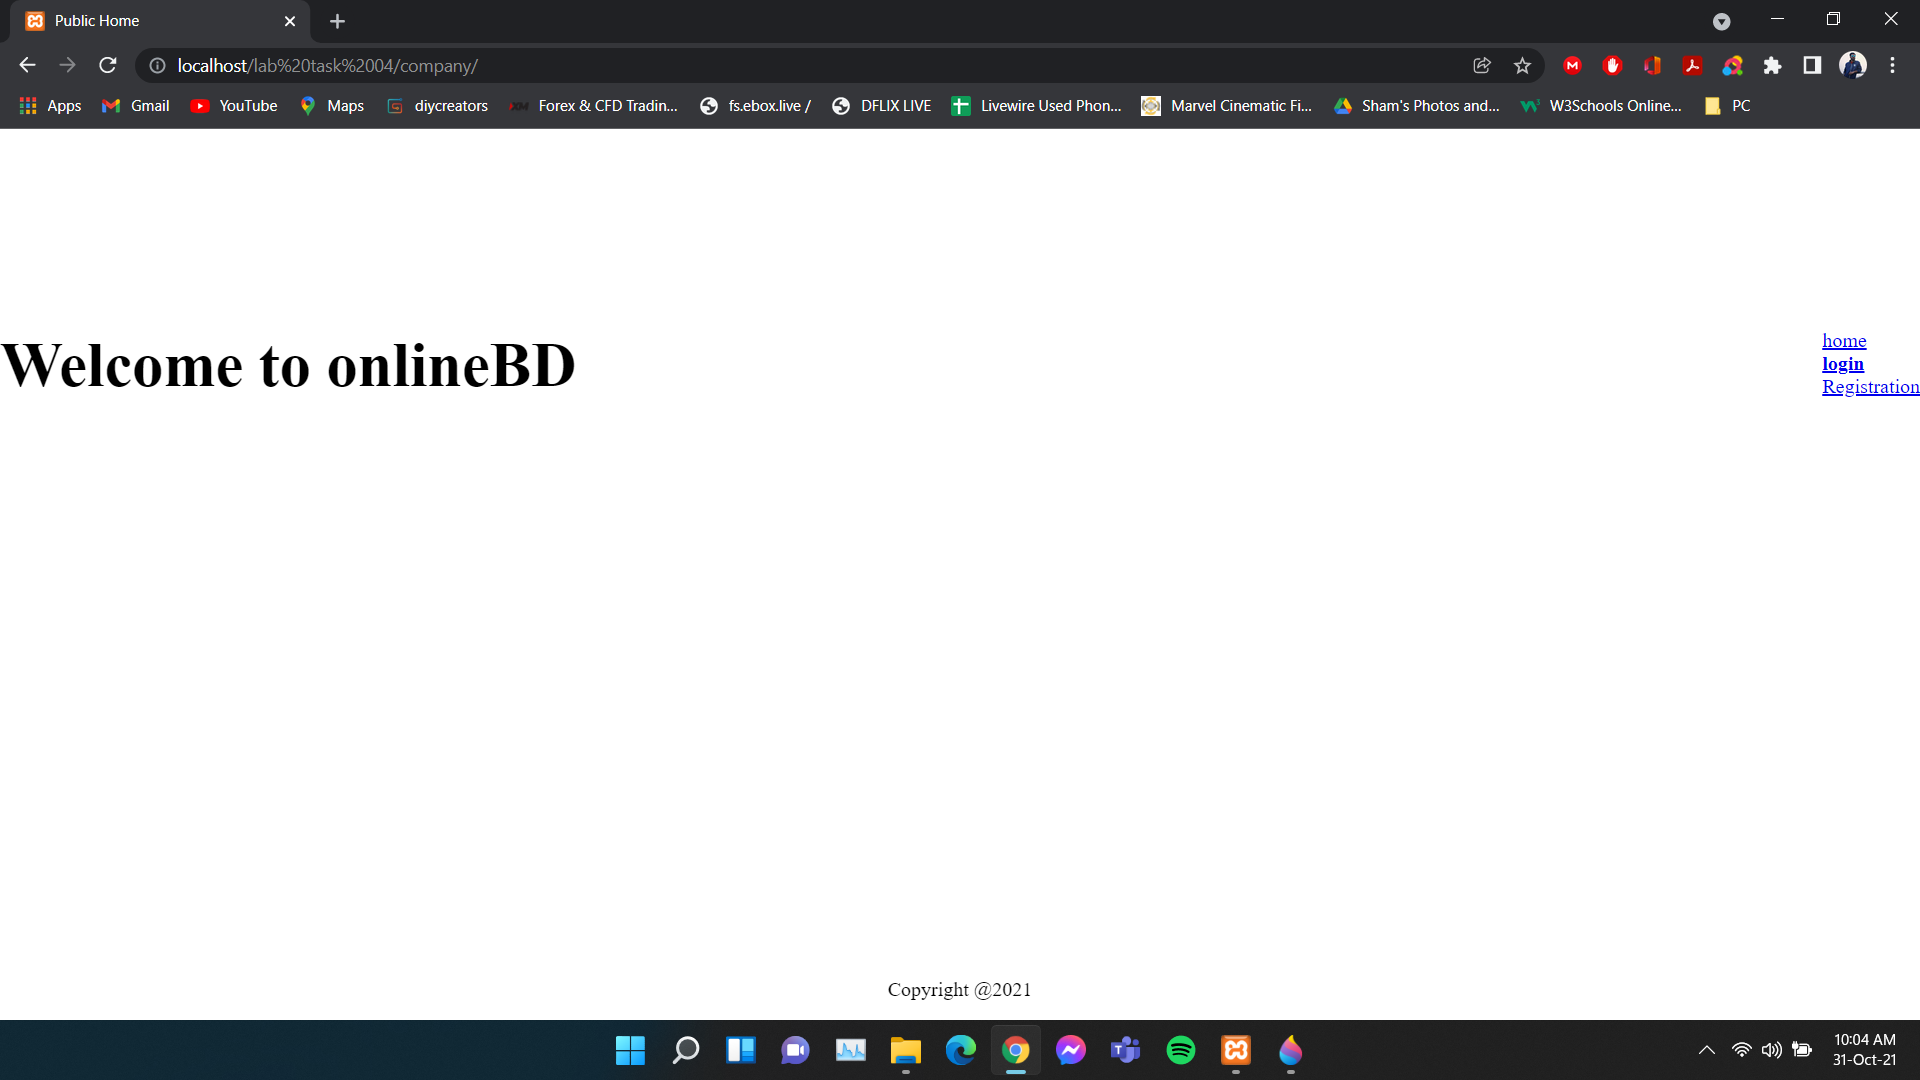 Public Home
localhost/lab%20task%2004/company/
Apps Gmail YouTube Maps diycreators Forex & CFD Tradin... fs.ebox.live / DFLIX LIVE Livewire Used Phon... Marvel Cinematic Fi... Sham's Photos and... W3Schools Online... PC
Welcome to onlineBD
home
login
Registration
Copyright @2021
10:04 AM
31-Oct-21